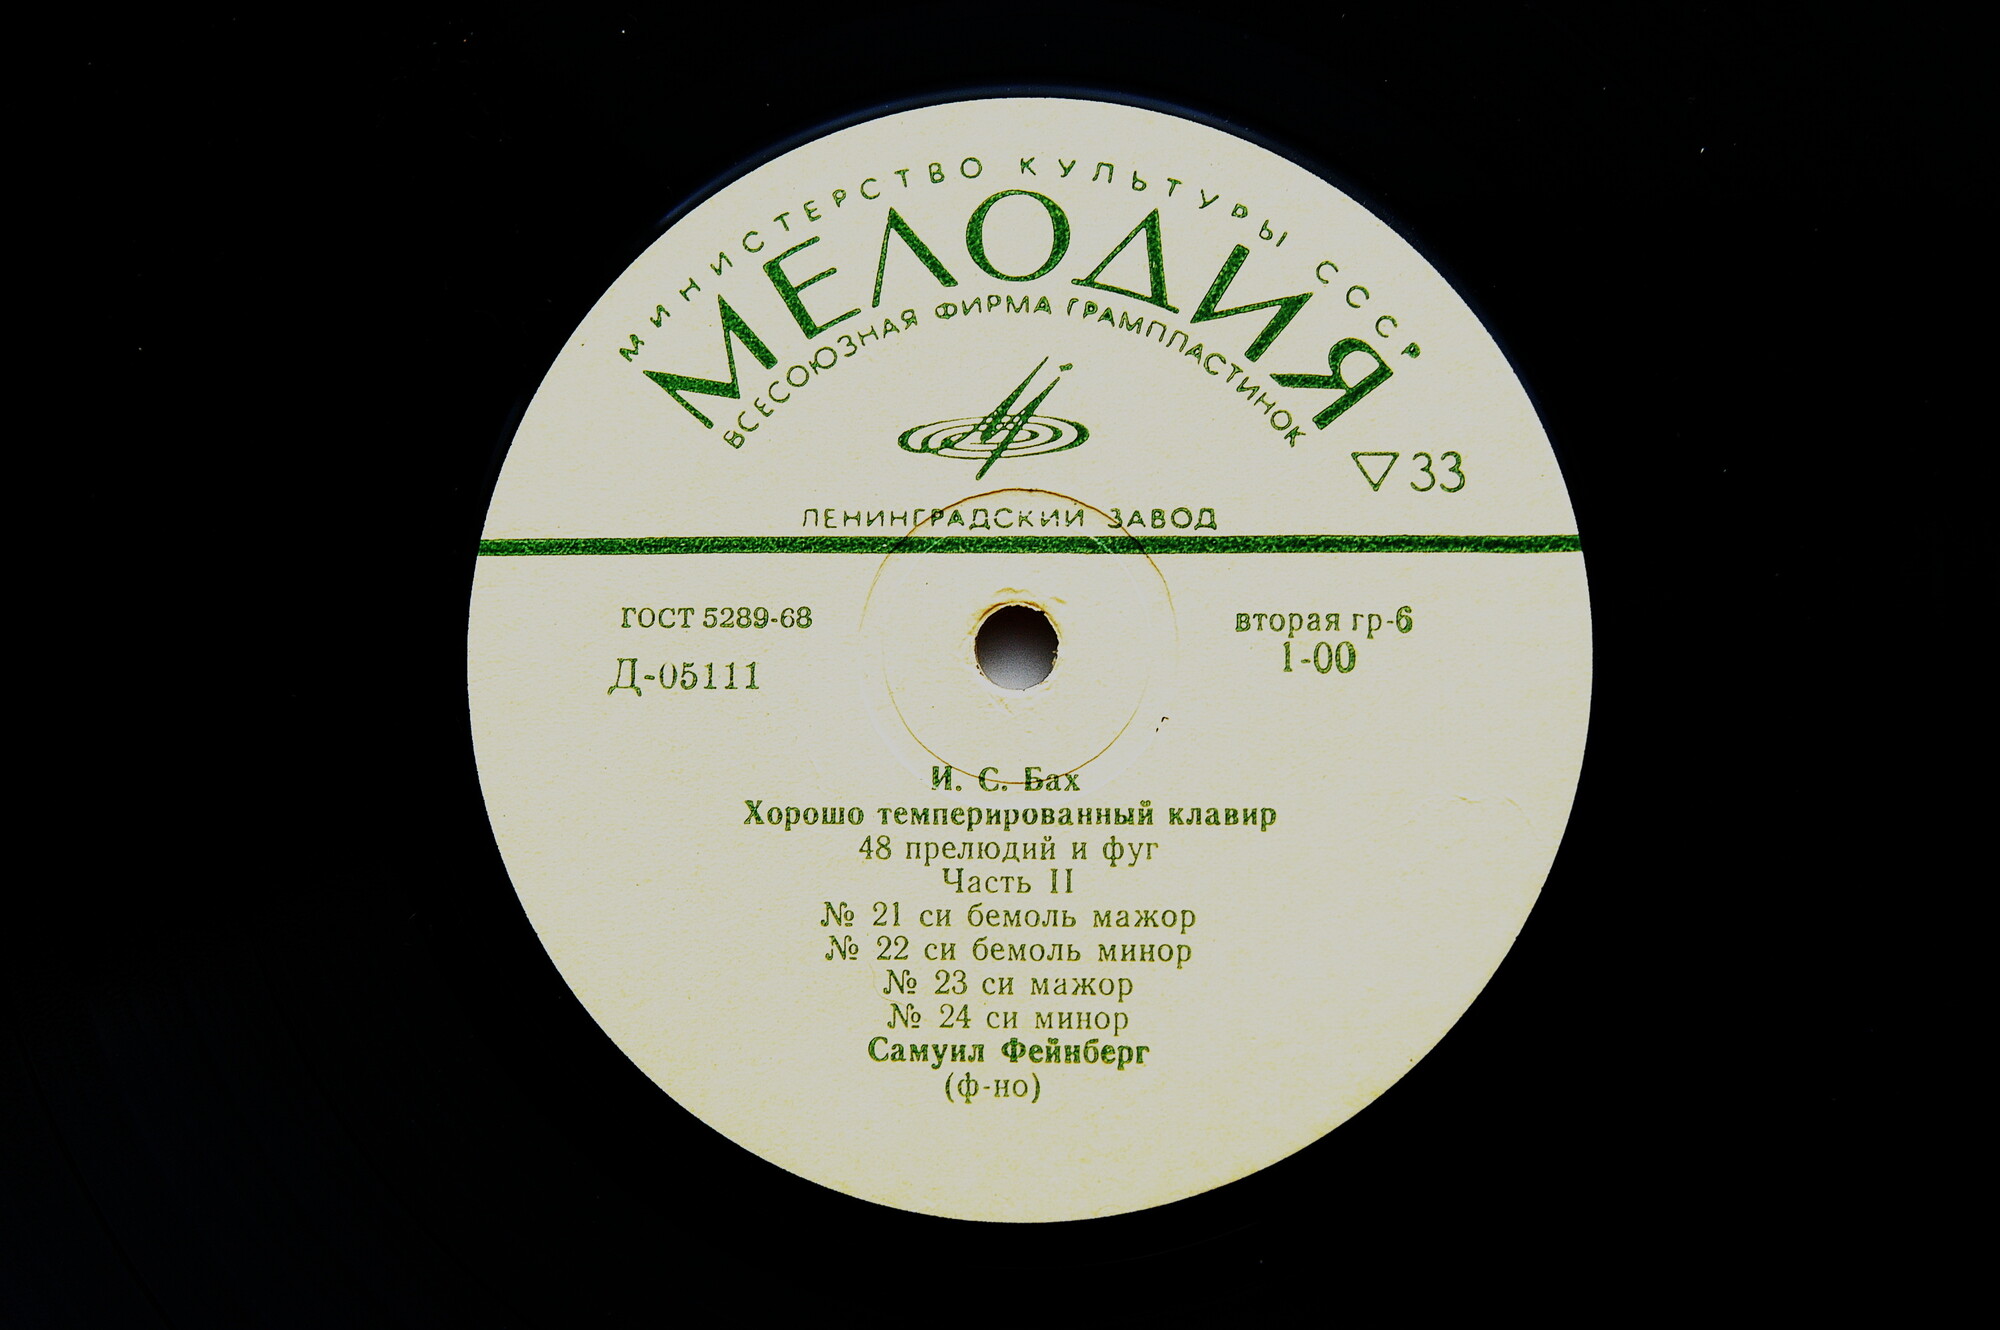 МИНИСТЕРСТВО КУЛЬТУРЫ СССР
МЕЛОДИЯ
ВСЕСОЮЗНАЯ ФИРМА ГРАМПЛАСТИНОК
▽33
ЛЕНИНГРАДСКИЙ ЗАВОД
ГОСТ 5289-68
вторая гр-6
Д-05111
1-00
И. С. Бах
Хорошо темперированный клавир
48 прелюдий и фуг
Часть II
№ 21 си бемоль мажор
№ 22 си бемоль минор
№ 23 си мажор
№ 24 си минор
Самуил Фейнберг
(ф-но)